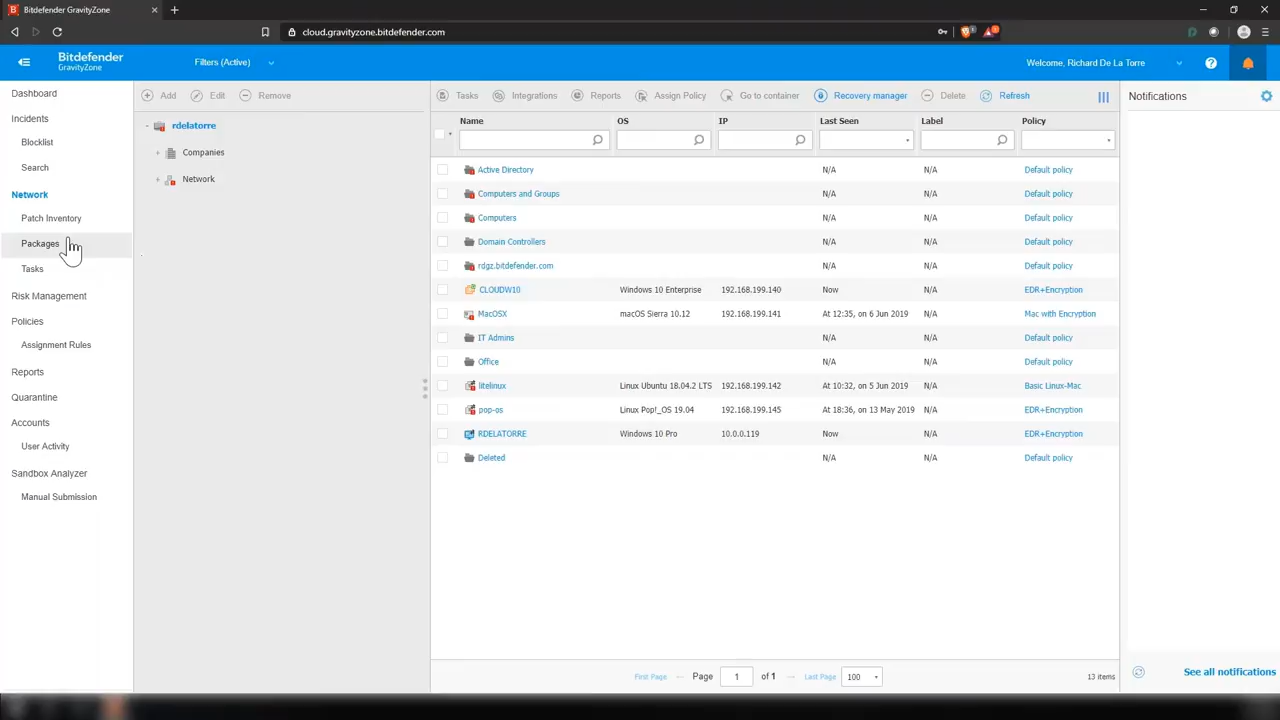 Bitdefender GravityZone
cloud.gravityzone.bitdefender.com
Bitdefender
GravityZone
Filters (Active)
Welcome, Richard De La Torre
Dashboard
Incidents
Blocklist
Search
Network
Patch Inventory
Packages
Tasks
Risk Management
Policies
Assignment Rules
Reports
Quarantine
Accounts
User Activity
Sandbox Analyzer
Manual Submission
Add Edit Remove
rdelatorre
Companies
Network
Tasks Integrations Reports Assign Policy Go to container Recovery manager Delete Refresh
Name OS IP Last Seen Label Policy
Active Directory N/A N/A Default policy
Computers and Groups N/A N/A Default policy
Computers N/A N/A Default policy
Domain Controllers N/A N/A Default policy
rdgz.bitdefender.com N/A N/A Default policy
CLOUDW10 Windows 10 Enterprise 192.168.199.140 Now N/A EDR+Encryption
MacOSX macOS Sierra 10.12 192.168.199.141 At 12:35, on 6 Jun 2019 N/A Mac with Encryption
IT Admins N/A N/A Default policy
Office N/A N/A Default policy
litelinux Linux Ubuntu 18.04.2 LTS 192.168.199.142 At 10:32, on 5 Jun 2019 N/A Basic Linux-Mac
pop-os Linux Pop!_OS 19.04 192.168.199.145 At 18:36, on 13 May 2019 N/A EDR+Encryption
RDELATORRE Windows 10 Pro 10.0.0.119 Now N/A EDR+Encryption
Deleted N/A N/A Default policy
First Page Page 1 of 1 Last Page 100 13 items
Notifications
See all notifications